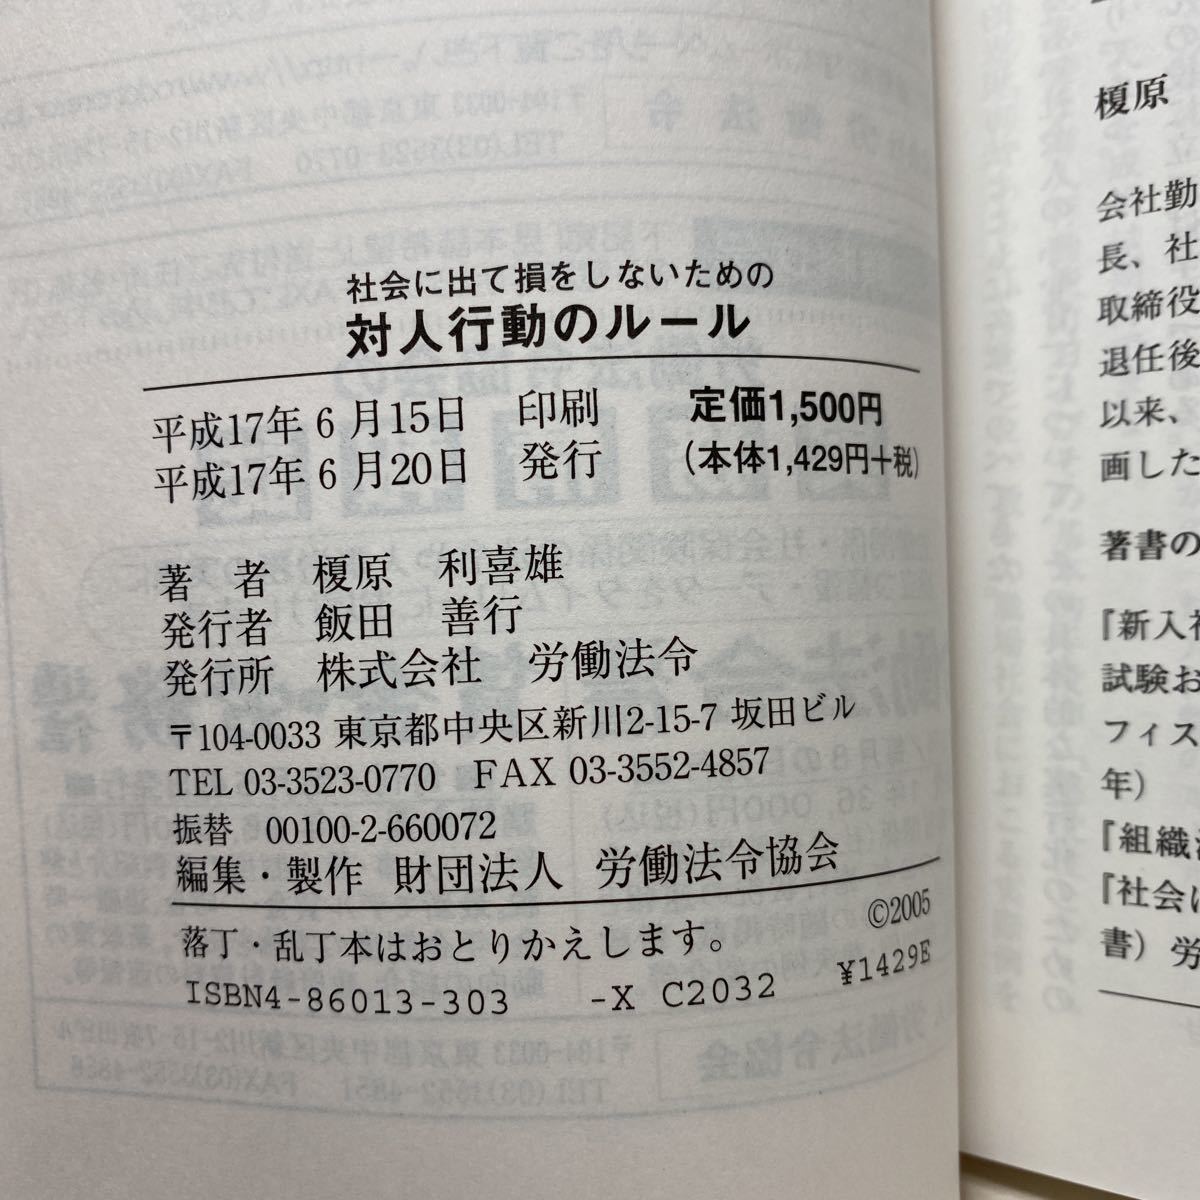 社会に出て損をしないための
対人行動のルール
平成17年6月15日 印刷 定価1,500円
平成17年6月20日 発行 (本体1,429円+税)
著 者 榎原 利喜雄
発行者 飯田 善行
発行所 株式会社 労働法令
〒104-0033 東京都中央区新川2-15-7 坂田ビル
TEL 03-3523-0770 FAX 03-3552-4857
振替 00100-2-660072
編集・製作 財団法人 労働法令協会
©2005
落丁・乱丁本はおとりかえします。
ISBN4-86013-303 -X C2032 ¥1429E
榎原
会社勤
長、社
取締役
退任後
以来、
画した
著書の
『新入社
試験お
フィス
年)
『組織
『社会に
書) 労